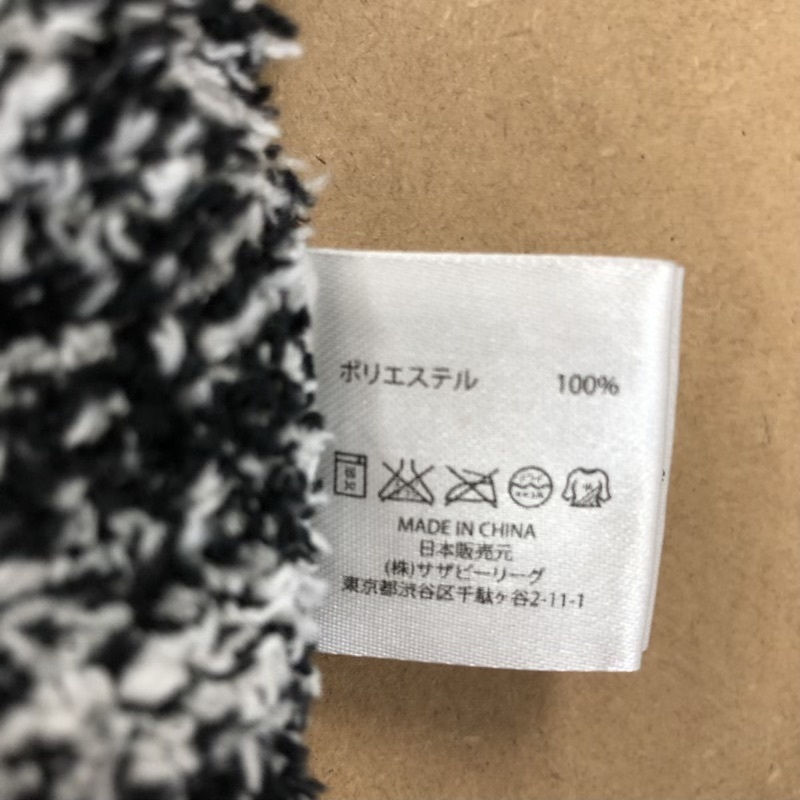 ポリエステル 100%
MADE IN CHINA
日本販売元
(株)サザビーリーグ
東京都渋谷区千駄ヶ谷2-11-1